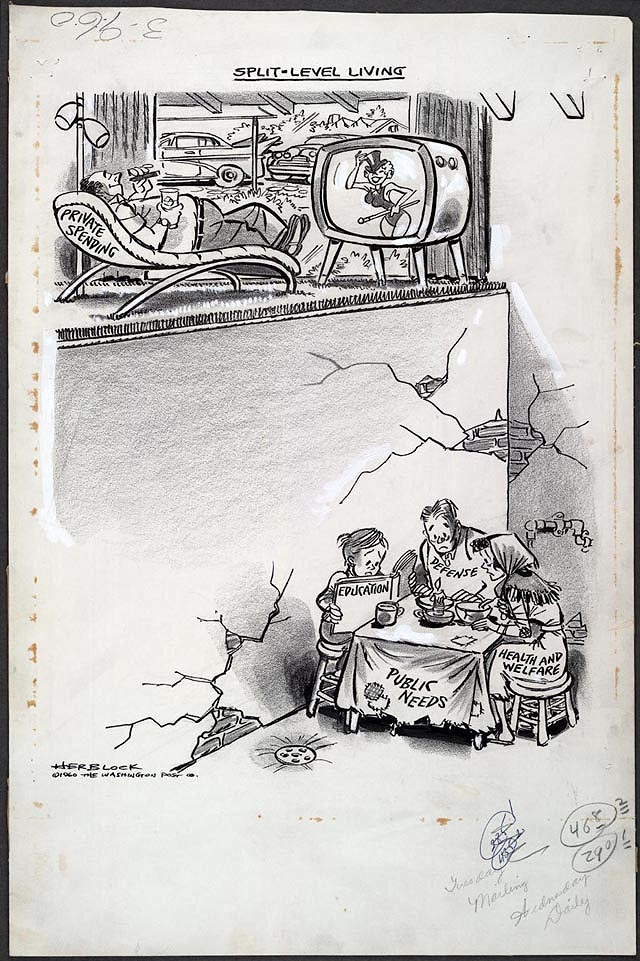 3-9-60
SPLIT-LEVEL LIVING
PRIVATE
SPENDING
EDUCATION
DEFENSE
HEALTH AND
WELFARE
PUBLIC
NEEDS
HERBLOCK
©1960 THE WASHINGTON POST CO.
Tuesday
Mailing
Wednesday
Daily